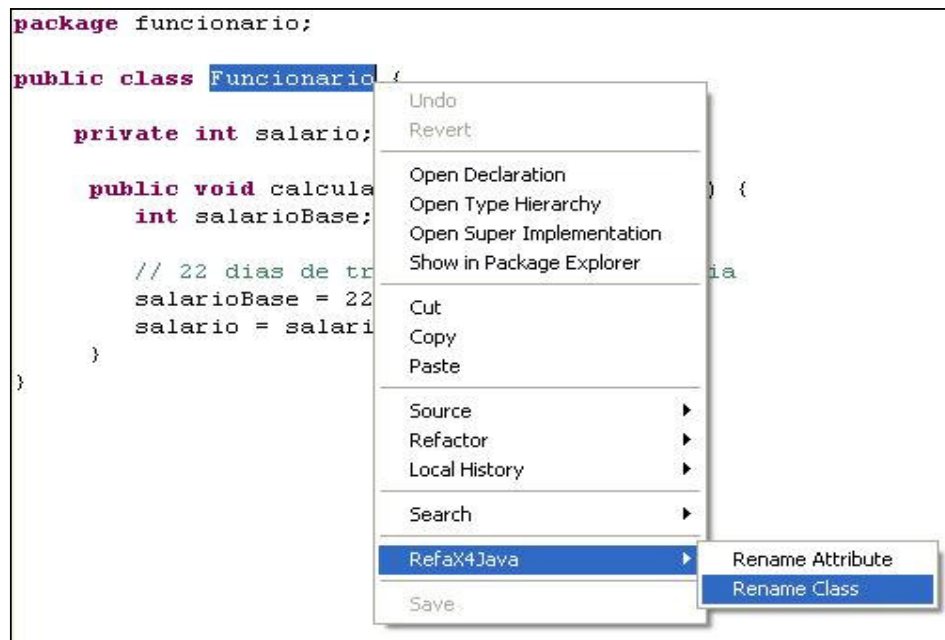 package funcionario;
public class Funcionario {
private int salario;
public void calcula ) {
int salarioBase;
// 22 dias de tr ia
salarioBase = 22
salario = salari
}
}
Undo
Revert
Open Declaration
Open Type Hierarchy
Open Super Implementation
Show in Package Explorer
Cut
Copy
Paste
Source
Refactor
Local History
Search
RefaX4Java
Rename Attribute
Rename Class
Save